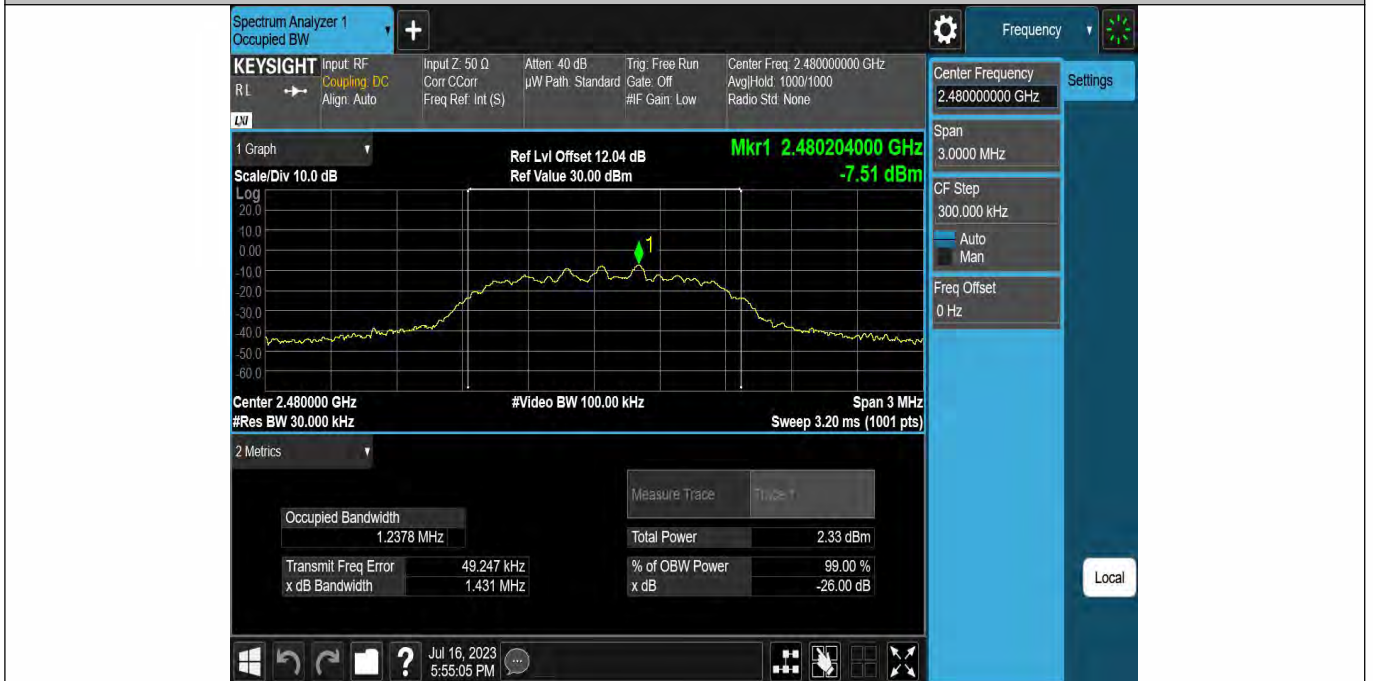 Spectrum Analyzer 1
Occupied BW
Frequency
KEYSIGHT
R L
LXI
Input: RF
Coupling: DC
Align: Auto
Input Z: 50 Ω
Corr CCorr
Freq Ref: Int (S)
Atten: 40 dB
µW Path: Standard
Trig: Free Run
Gate: Off
#IF Gain: Low
Center Freq: 2.480000000 GHz
Avg|Hold: 1000/1000
Radio Std: None
Center Frequency
2.480000000 GHz
Settings
Span
3.0000 MHz
CF Step
300.000 kHz
Auto
Man
Freq Offset
0 Hz
Local
1 Graph
Scale/Div 10.0 dB
Ref Lvl Offset 12.04 dB
Ref Value 30.00 dBm
Mkr1 2.480204000 GHz
-7.51 dBm
Log
20.0
10.0
0.00
-10.0
-20.0
-30.0
-40.0
-50.0
-60.0
1
Center 2.480000 GHz
#Video BW 100.00 kHz
Span 3 MHz
#Res BW 30.000 kHz
Sweep 3.20 ms (1001 pts)
2 Metrics
Measure Trace
Trace 1
Occupied Bandwidth
1.2378 MHz
Total Power
2.33 dBm
Transmit Freq Error
49.247 kHz
% of OBW Power
99.00 %
x dB Bandwidth
1.431 MHz
x dB
-26.00 dB
Jul 16, 2023
5:55:05 PM